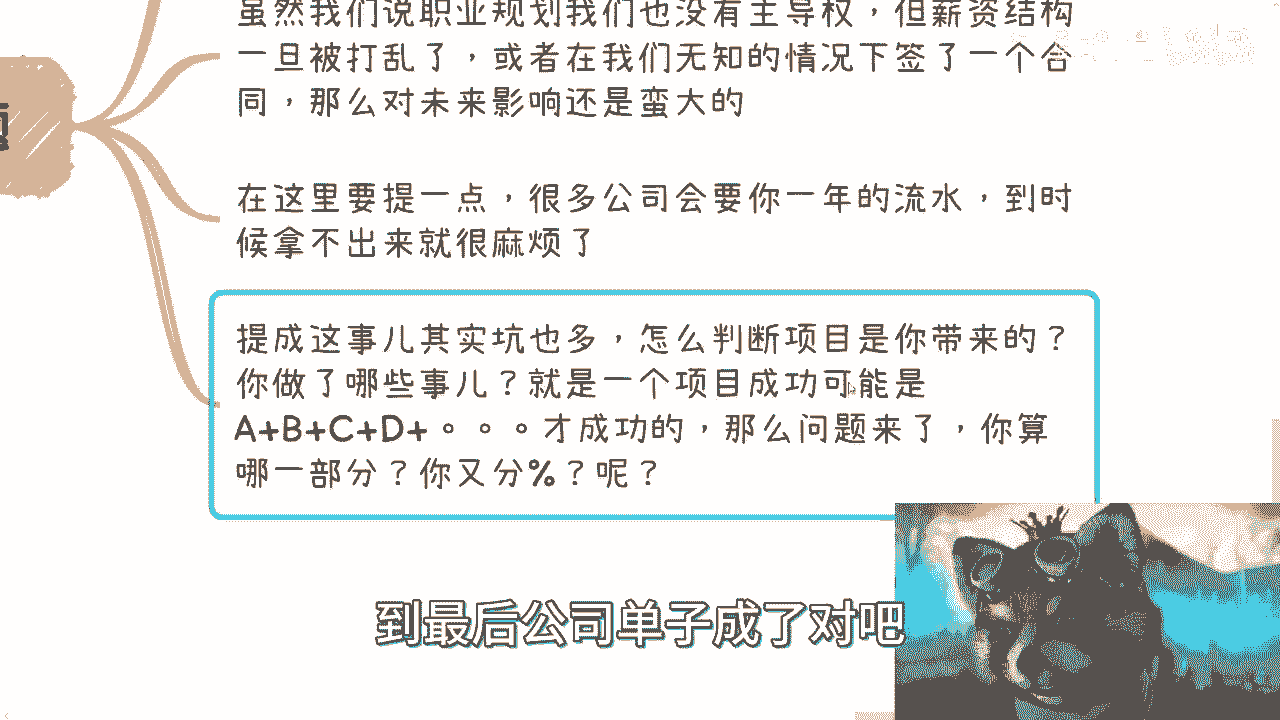 虽然我们说职业规划我们也没有主导权，但薪资结构
一旦被打乱了，或者在我们无知的情况下签了一个合
同，那么对未来影响还是蛮大的
在这里要提一点，很多公司会要你一年的流水，到时
候拿不出来就很麻烦了
提成这事儿其实坑也多，怎么判断项目是你带来的？
你做了哪些事儿？就是一个项目成功可能是
A+B+C+D+。。。才成功的，那么问题来了，你算
哪一部分？你又分%？呢？
到最后公司单子成了对吧